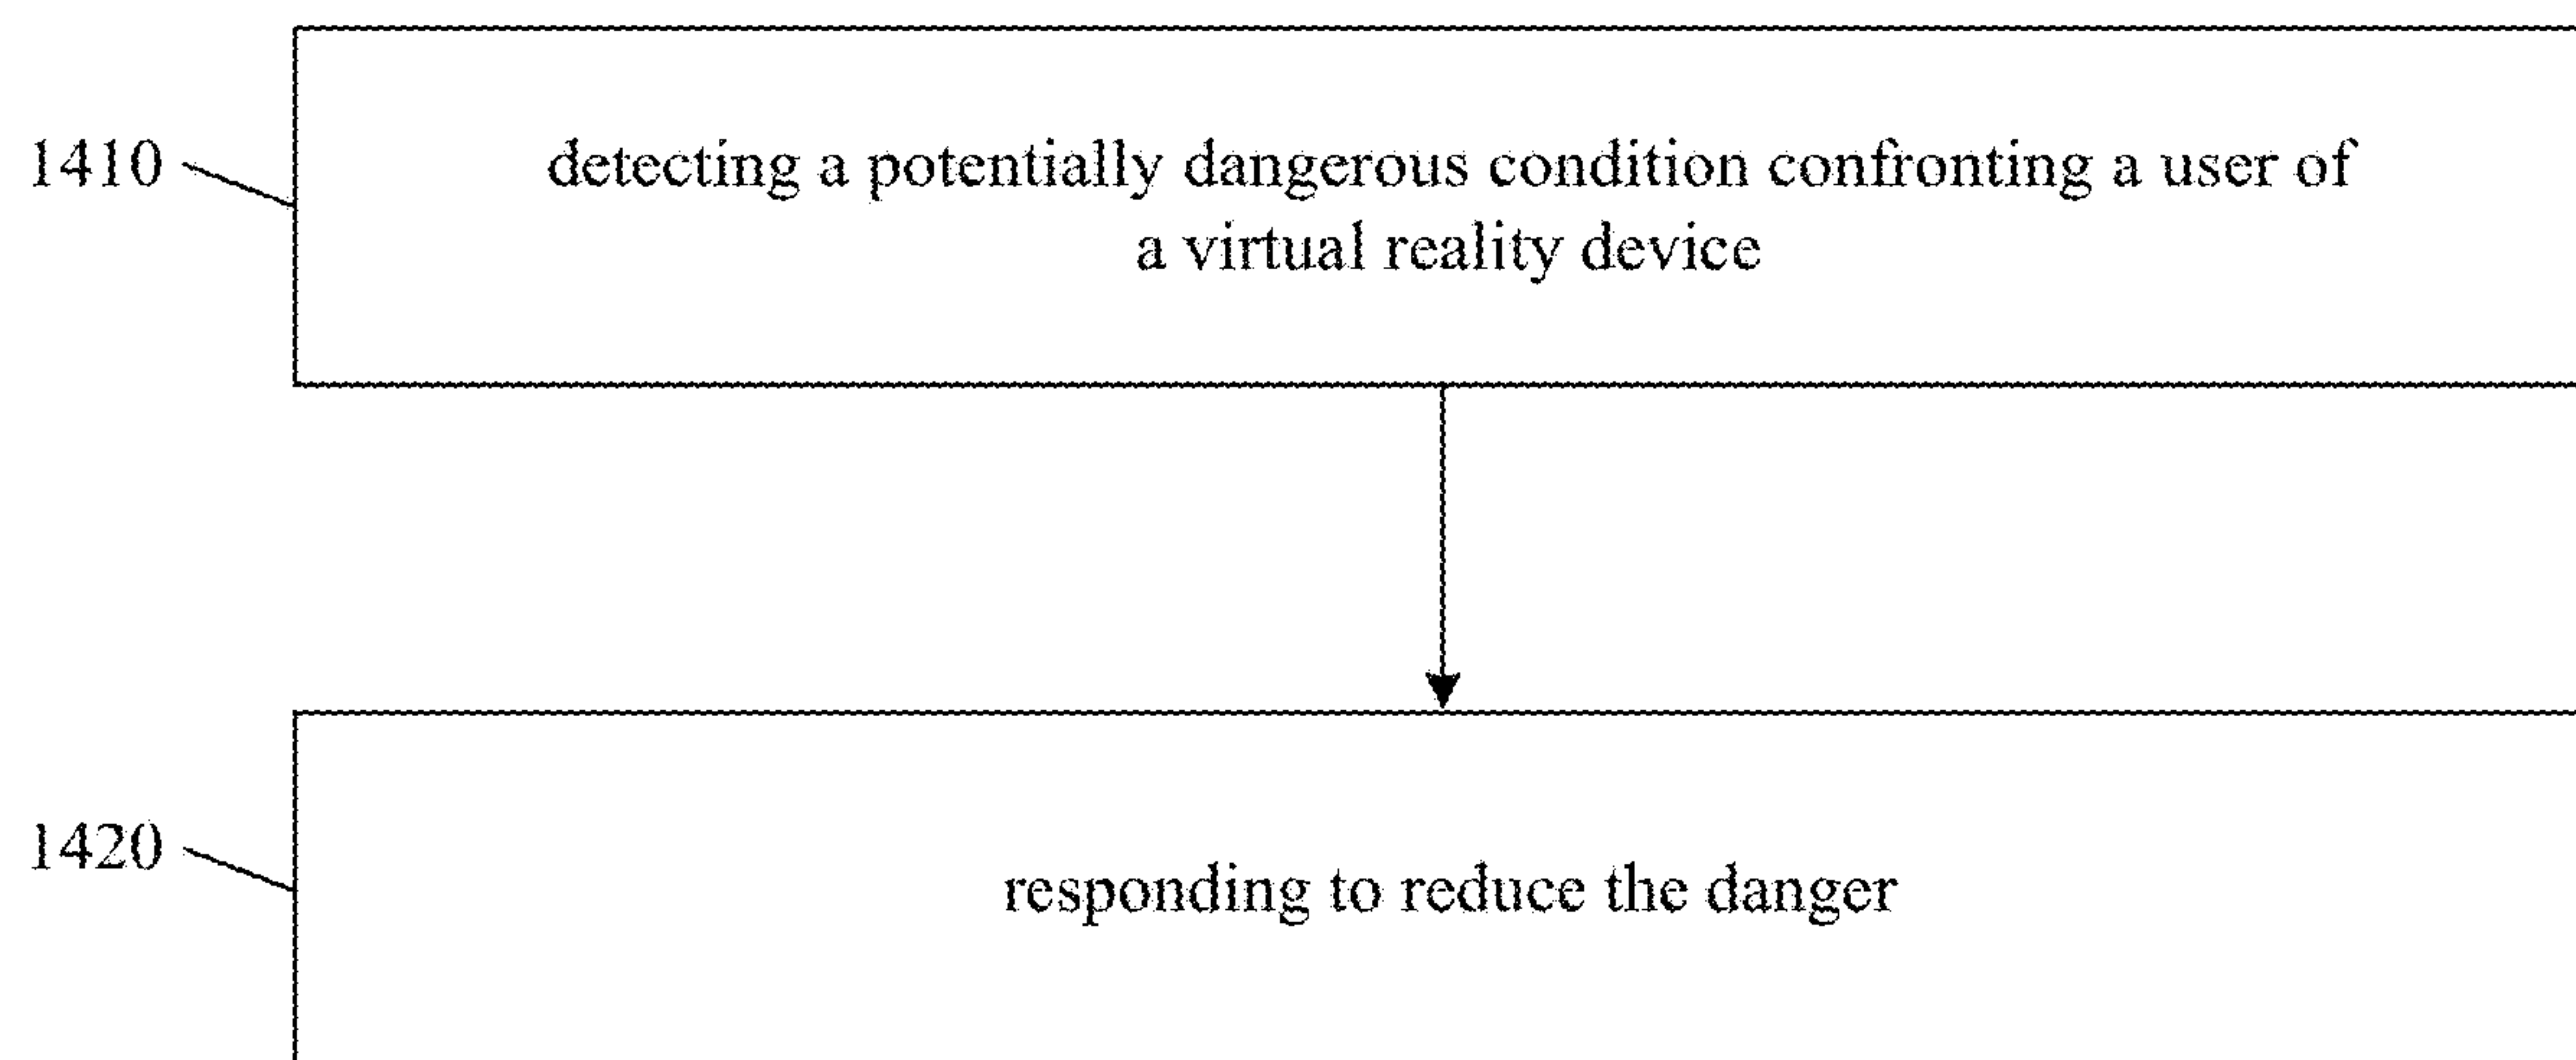 1410
detecting a potentially dangerous condition confronting a user of
a virtual reality device
1420
responding to reduce the danger